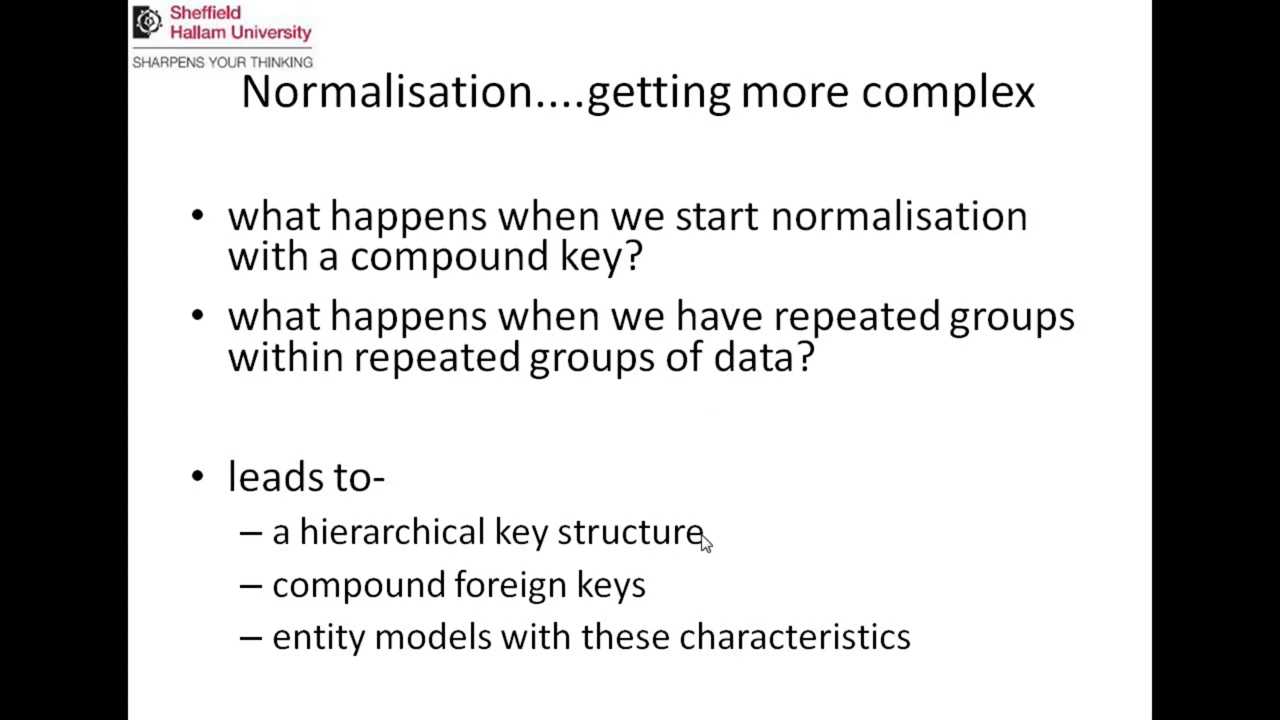 Sheffield
Hallam University
SHARPENS YOUR THINKING
Normalisation....getting more complex
• what happens when we start normalisation
with a compound key?
• what happens when we have repeated groups
within repeated groups of data?
• leads to-
– a hierarchical key structure
– compound foreign keys
– entity models with these characteristics